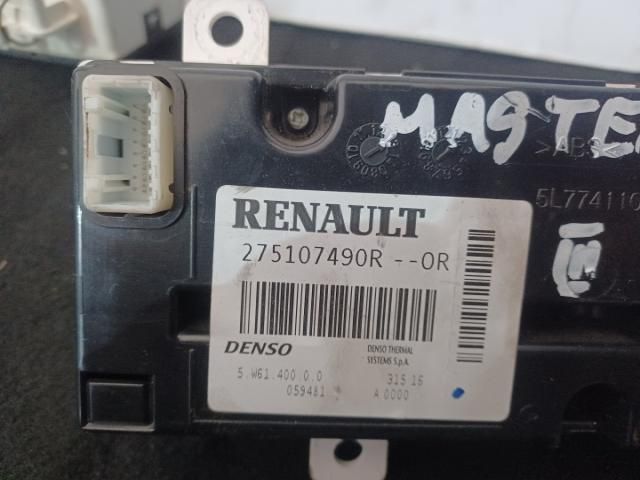 MASTE
>ABS<
5L774110
RENAULT
275107490R --OR
III
DENSO
DENSO THERMAL
SYSTEMS S.p.A.
5.W61.400.0.0
315 16
059481
A 0000